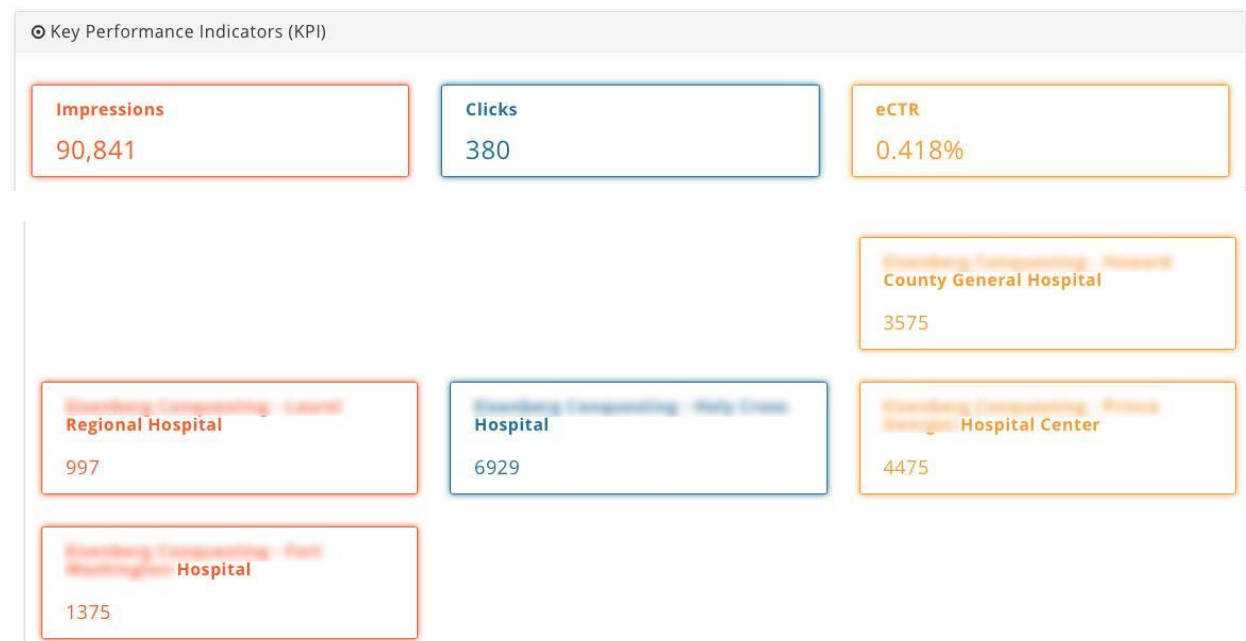 Key Performance Indicators (KPI)
Impressions
90,841
Clicks
380
eCTR
0.418%
County General Hospital
3575
Regional Hospital
997
Hospital
6929
Hospital Center
4475
Hospital
1375